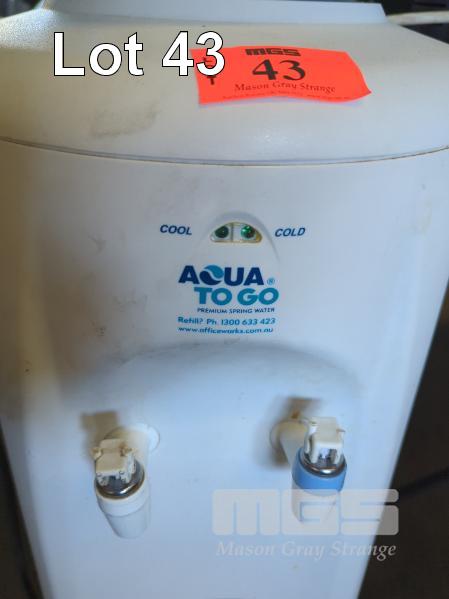 Lot 43
MGS
43
Mason Gray Strange
COOL
COLD
AQUA®
TO GO
PREMIUM SPRING WATER
Refill? Ph. 1300 633 423
www.officeworks.com.au
MGS
Mason Gray Strange